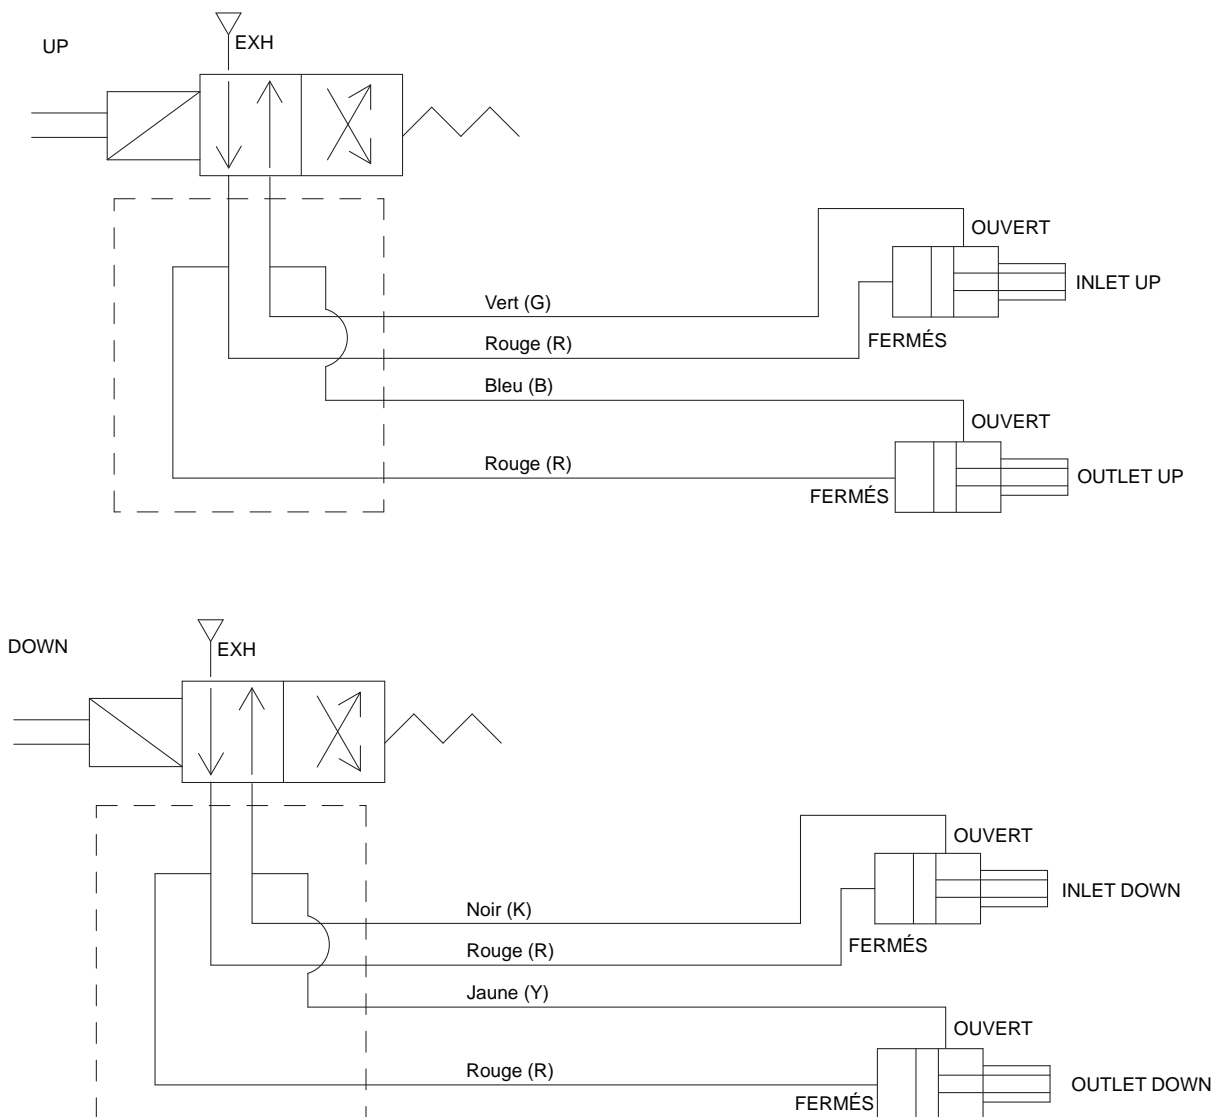 UP
EXH
OUVERT
INLET UP
Vert (G)
Rouge (R)
FERMÉS
Bleu (B)
OUVERT
Rouge (R)
OUTLET UP
FERMÉS
DOWN
EXH
OUVERT
INLET DOWN
Noir (K)
Rouge (R)
FERMÉS
Jaune (Y)
OUVERT
Rouge (R)
OUTLET DOWN
FERMÉS